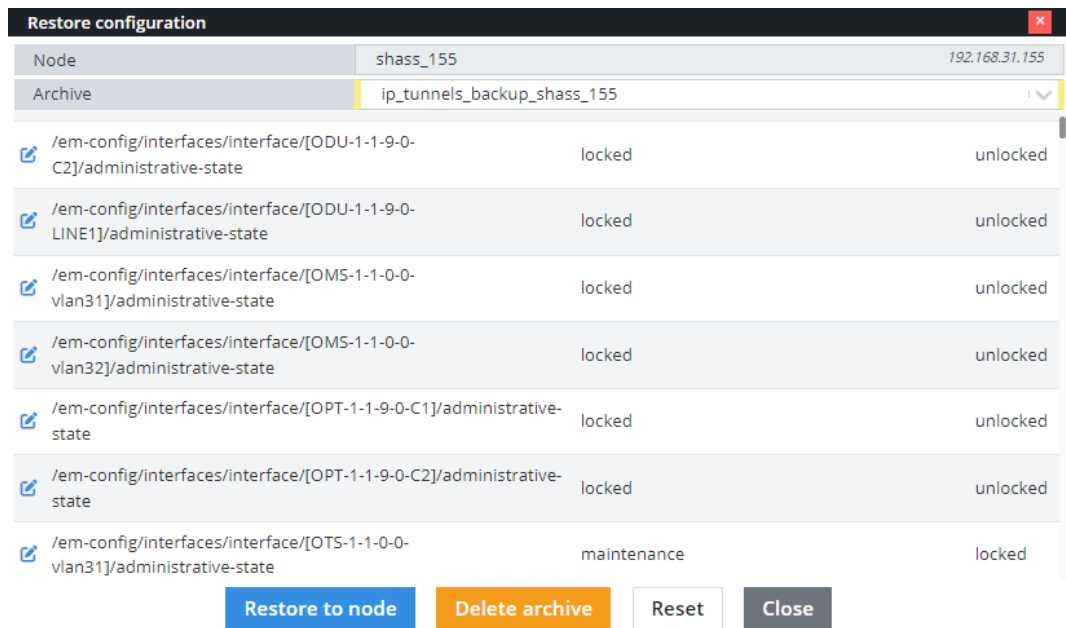 Restore configuration
Node shass_155 192.168.31.155
Archive ip_tunnels_backup_shass_155
/em-config/interfaces/interface/[ODU-1-1-9-0-
C2]/administrative-state locked unlocked
/em-config/interfaces/interface/[ODU-1-1-9-0-
LINE1]/administrative-state locked unlocked
/em-config/interfaces/interface/[OMS-1-1-0-0-
vlan31]/administrative-state locked unlocked
/em-config/interfaces/interface/[OMS-1-1-0-0-
vlan32]/administrative-state locked unlocked
/em-config/interfaces/interface/[OPT-1-1-9-0-C1]/administrative-
state locked unlocked
/em-config/interfaces/interface/[OPT-1-1-9-0-C2]/administrative-
state locked unlocked
/em-config/interfaces/interface/[OTS-1-1-0-0-
vlan31]/administrative-state maintenance locked
Restore to node Delete archive Reset Close